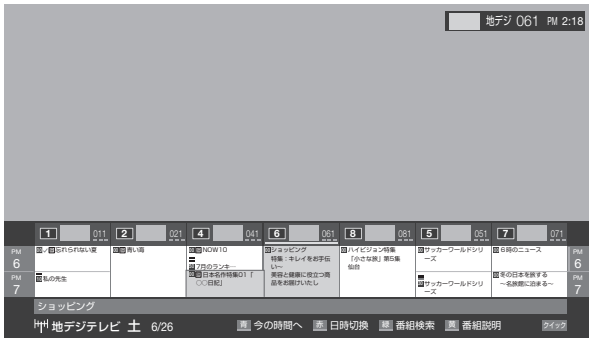 地デジ 061 PM 2:18
1 011 2 021 4 041 6 061 8 081 5 051 7 071
PM 6
忘れられない夏
青い鳥
NOW10
7月のランキ…
ショッピング
特集：キレイをお手伝
い〜
美容と健康に役立つ商
品をお届けいたし
ハイビジョン特集
「小さな旅」第5集
仙台
サッカーワールドシリ
ーズ
6時のニュース
PM 6
PM 7
私の先生
日本名作特集01「
○○日記」
サッカーワールドシリ
ーズ
冬の日本を旅する
〜名旅館に泊まる〜
PM 7
ショッピング
地デジテレビ 土 6/26 青 今の時間へ 赤 日時切換 緑 番組検索 黄 番組説明 クイック